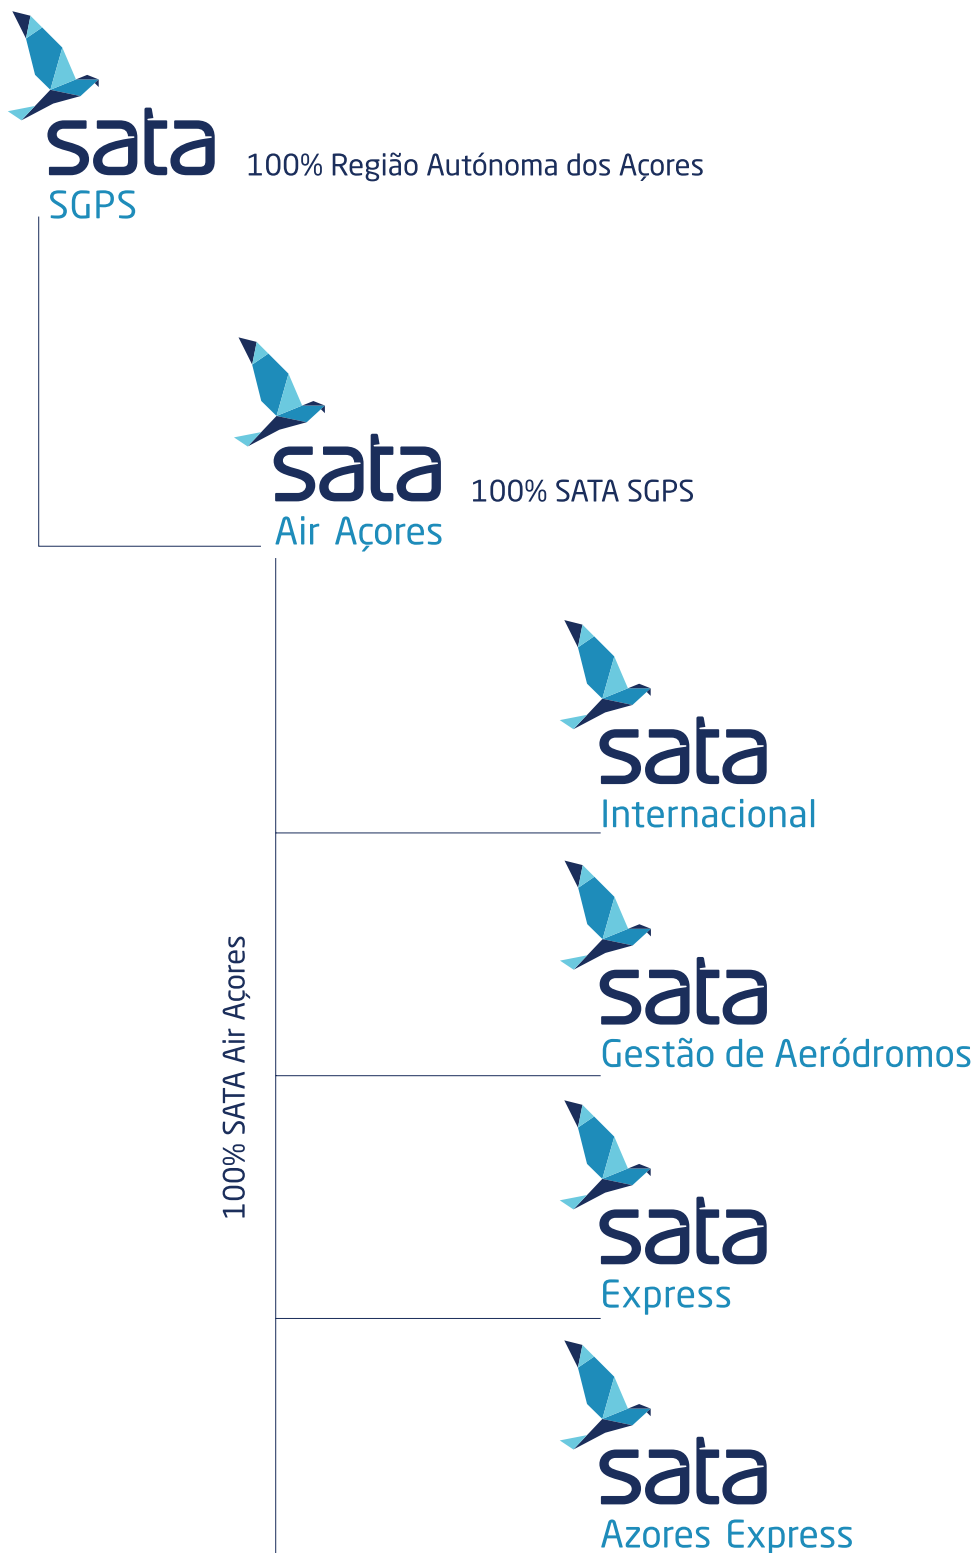 sata
SGPS
100% Região Autónoma dos Açores
sata
Air Açores
100% SATA SGPS
sata
Internacional
100% SATA Air Açores
sata
Gestão de Aeródromos
sata
Express
sata
Azores Express